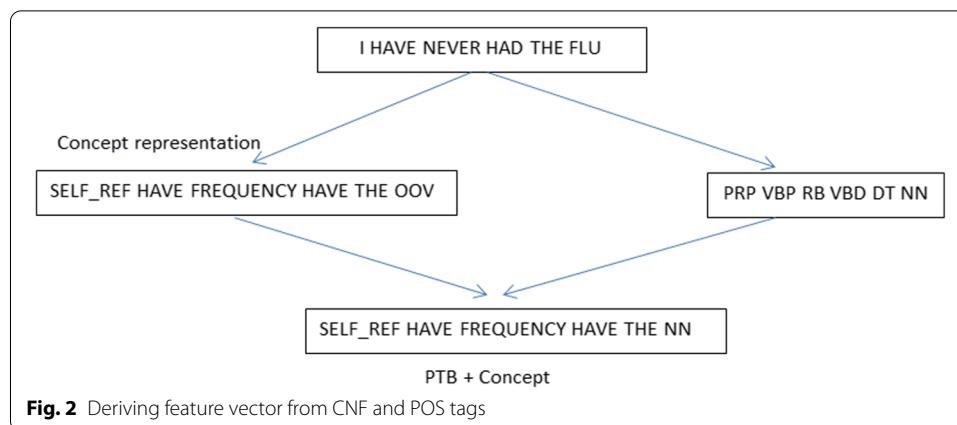 I HAVE NEVER HAD THE FLU
Concept representation
SELF_REF HAVE FREQUENCY HAVE THE OOV
PRP VBP RB VBD DT NN
SELF_REF HAVE FREQUENCY HAVE THE NN
PTB + Concept
Fig. 2 Deriving feature vector from CNF and POS tags